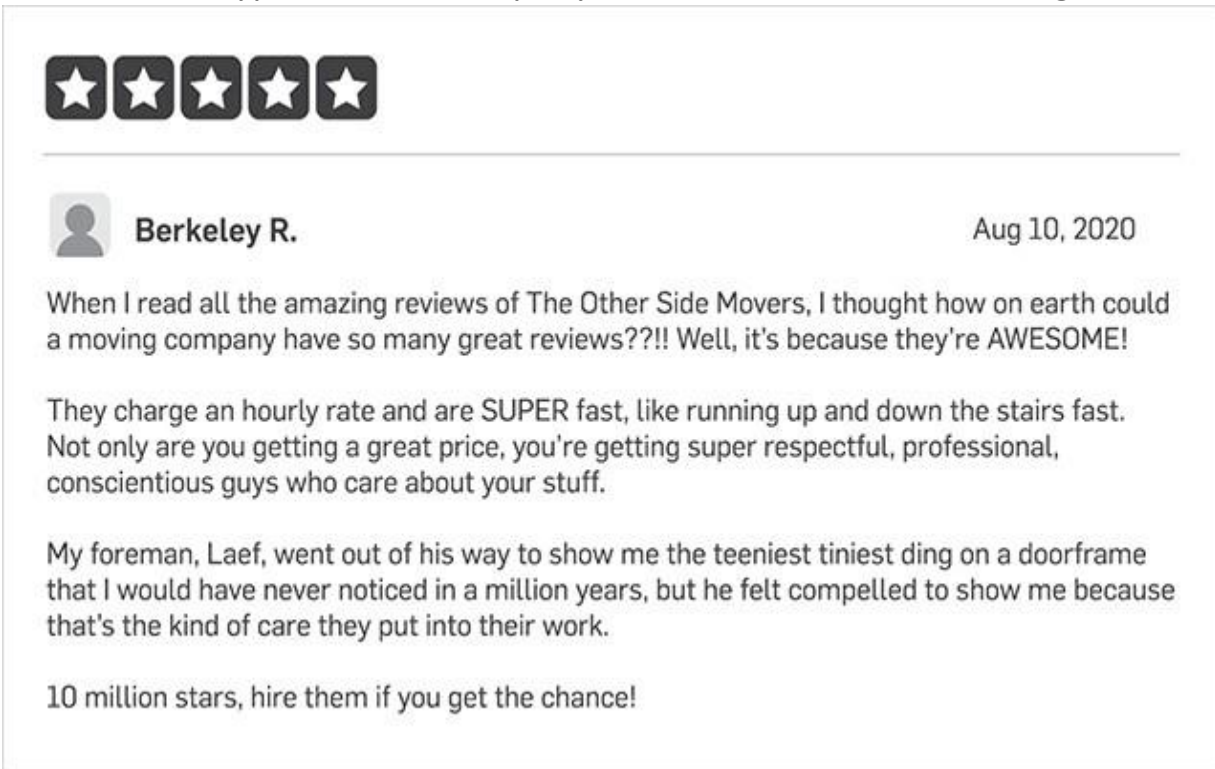 Berkeley R.
Aug 10, 2020
When I read all the amazing reviews of The Other Side Movers, I thought how on earth could
a moving company have so many great reviews??!! Well, it's because they're AWESOME!
They charge an hourly rate and are SUPER fast, like running up and down the stairs fast.
Not only are you getting a great price, you're getting super respectful, professional,
conscientious guys who care about your stuff.
My foreman, Laef, went out of his way to show me the teeniest tiniest ding on a doorframe
that I would have never noticed in a million years, but he felt compelled to show me because
that's the kind of care they put into their work.
10 million stars, hire them if you get the chance!